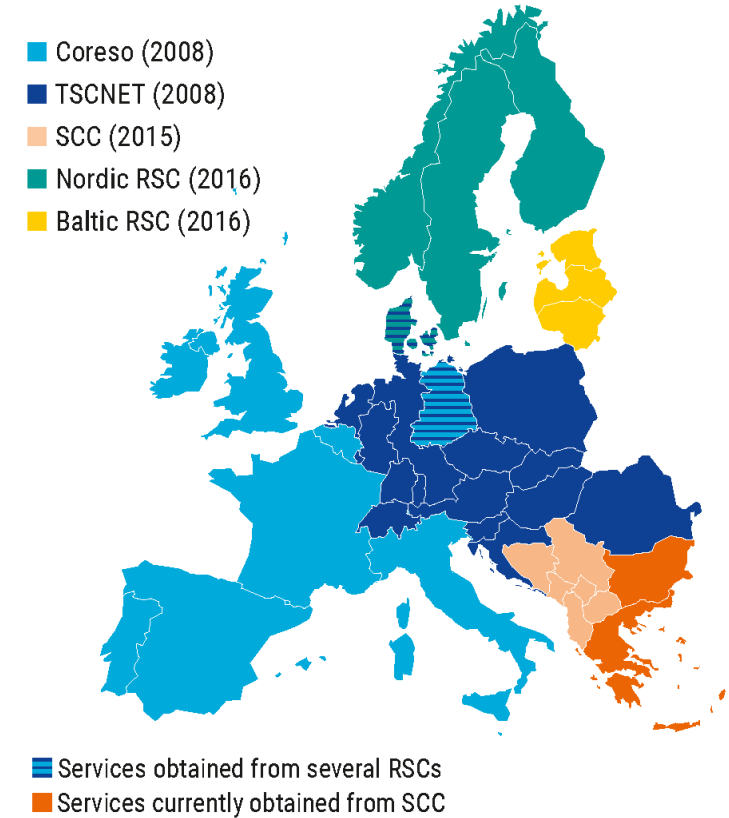 Coreso (2008)
TSCNET (2008)
SCC (2015)
Nordic RSC (2016)
Baltic RSC (2016)
Services obtained from several RSCs
Services currently obtained from SCC